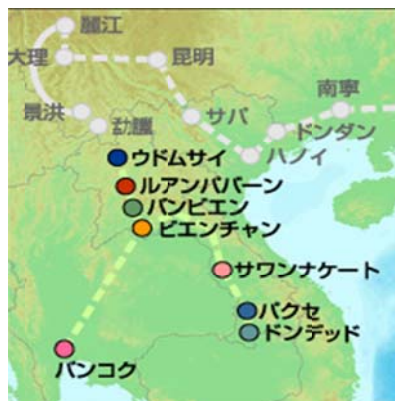 麗江
大理
昆明
南寧
景洪
サパ
ドンダン
勐臘
ハノイ
ウドムサイ
ルアンパバーン
バンビエン
ビエンチャン
サワンナケート
パクセ
ドンデッド
バンコク